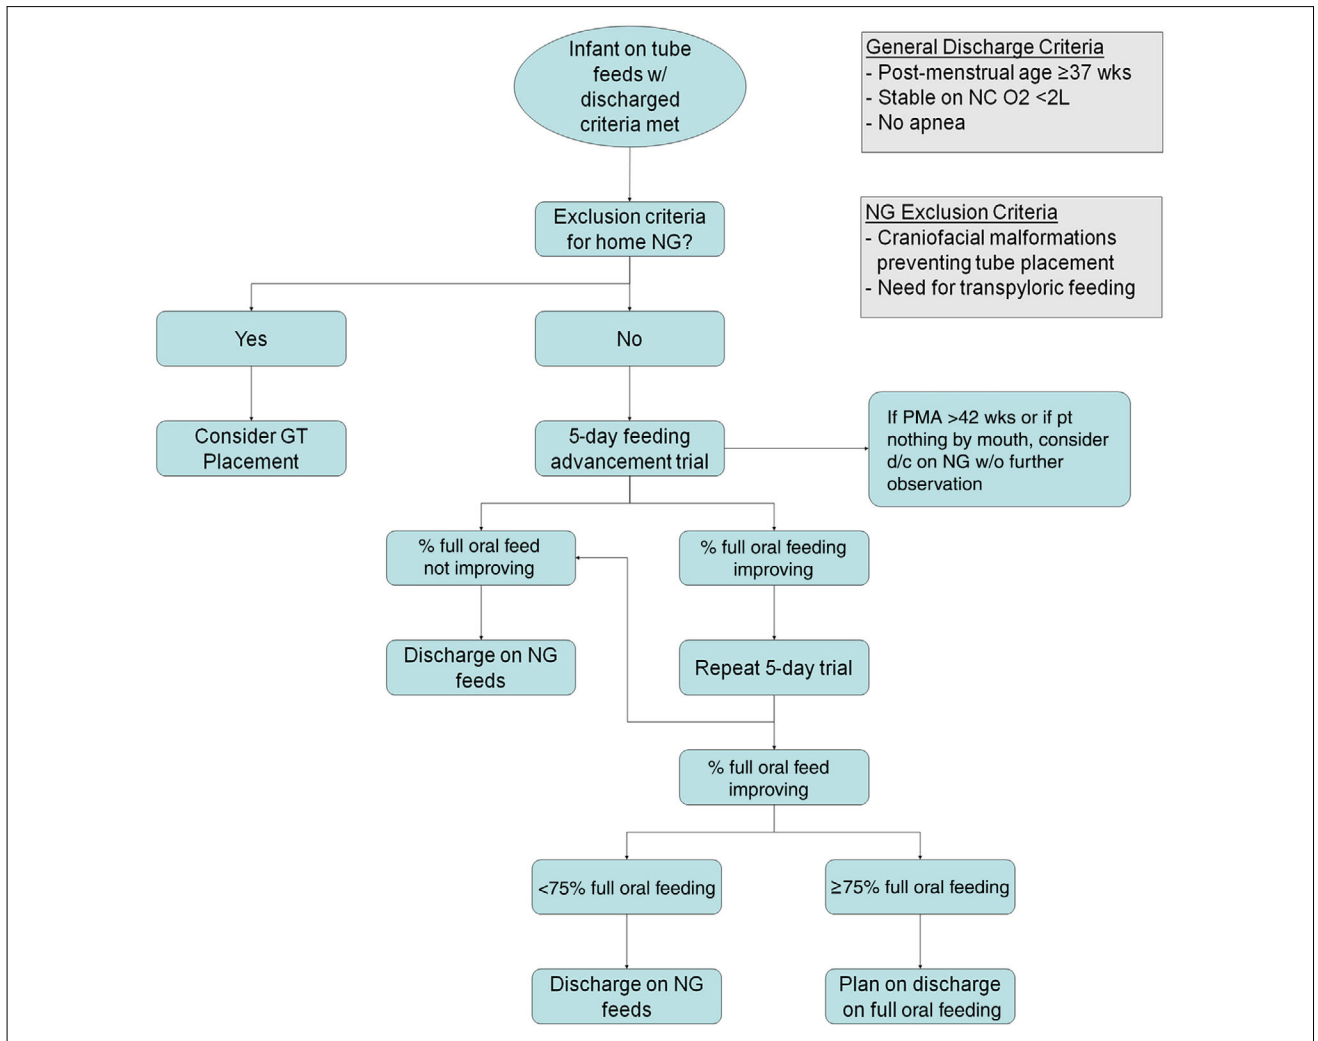 Infant on tube
feeds w/
discharged
criteria met
General Discharge Criteria
- Post-menstrual age ≥37 wks
- Stable on NC O2 <2L
- No apnea
Exclusion criteria
for home NG?
NG Exclusion Criteria
- Craniofacial malformations
preventing tube placement
- Need for transpyloric feeding
Yes
No
Consider GT
Placement
5-day feeding
advancement trial
If PMA >42 wks or if pt
nothing by mouth, consider
d/c on NG w/o further
observation
% full oral feed
not improving
% full oral feeding
improving
Discharge on NG
feeds
Repeat 5-day trial
% full oral feed
improving
<75% full oral feeding
≥75% full oral feeding
Discharge on NG
feeds
Plan on discharge
on full oral feeding